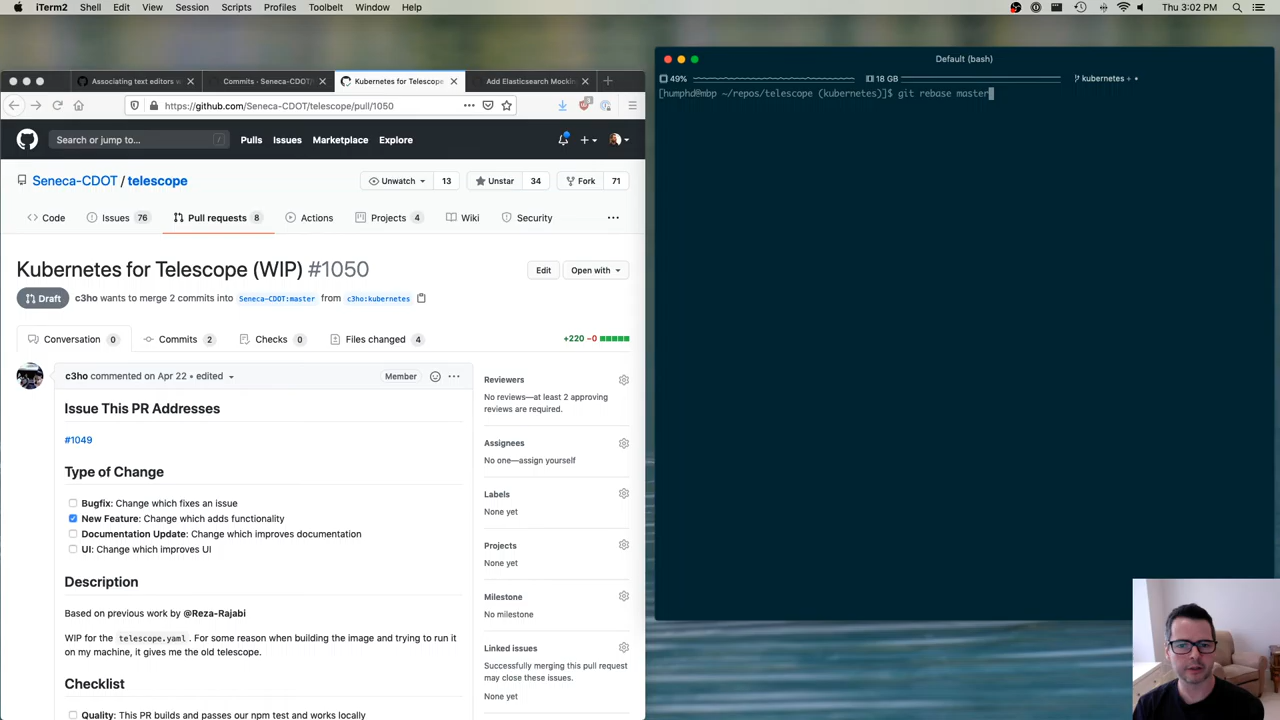 iTerm2 Shell Edit View Session Scripts Profiles Toolbelt Window Help
Thu 3:02 PM
Associating text editors w
Commits · Seneca-CDOT/
Kubernetes for Telescope
Add Elasticsearch Mockin
https://github.com/Seneca-CDOT/telescope/pull/1050
Search or jump to...
/
Pulls Issues Marketplace Explore
Seneca-CDOT / telescope
Unwatch 13
Unstar 34
Fork 71
Code
Issues 76
Pull requests 8
Actions
Projects 4
Wiki
Security
Kubernetes for Telescope (WIP) #1050
Edit
Open with
Draft
c3ho wants to merge 2 commits into Seneca-CDOT:master from c3ho:kubernetes
Conversation 0
Commits 2
Checks 0
Files changed 4
+220 −0
c3ho commented on Apr 22 • edited
Member
Issue This PR Addresses
#1049
Type of Change
Bugfix: Change which fixes an issue
New Feature: Change which adds functionality
Documentation Update: Change which improves documentation
UI: Change which improves UI
Description
Based on previous work by @Reza-Rajabi
WIP for the telescope.yaml . For some reason when building the image and trying to run it
on my machine, it gives me the old telescope.
Checklist
Quality: This PR builds and passes our npm test and works locally
Reviewers
No reviews—at least 2 approving
reviews are required.
Assignees
No one—assign yourself
Labels
None yet
Projects
None yet
Milestone
No milestone
Linked issues
Successfully merging this pull request
may close these issues.
None yet
Default (bash)
49%
18 GB
kubernetes
[humphd@mbp ~/repos/telescope (kubernetes)]$ git rebase master